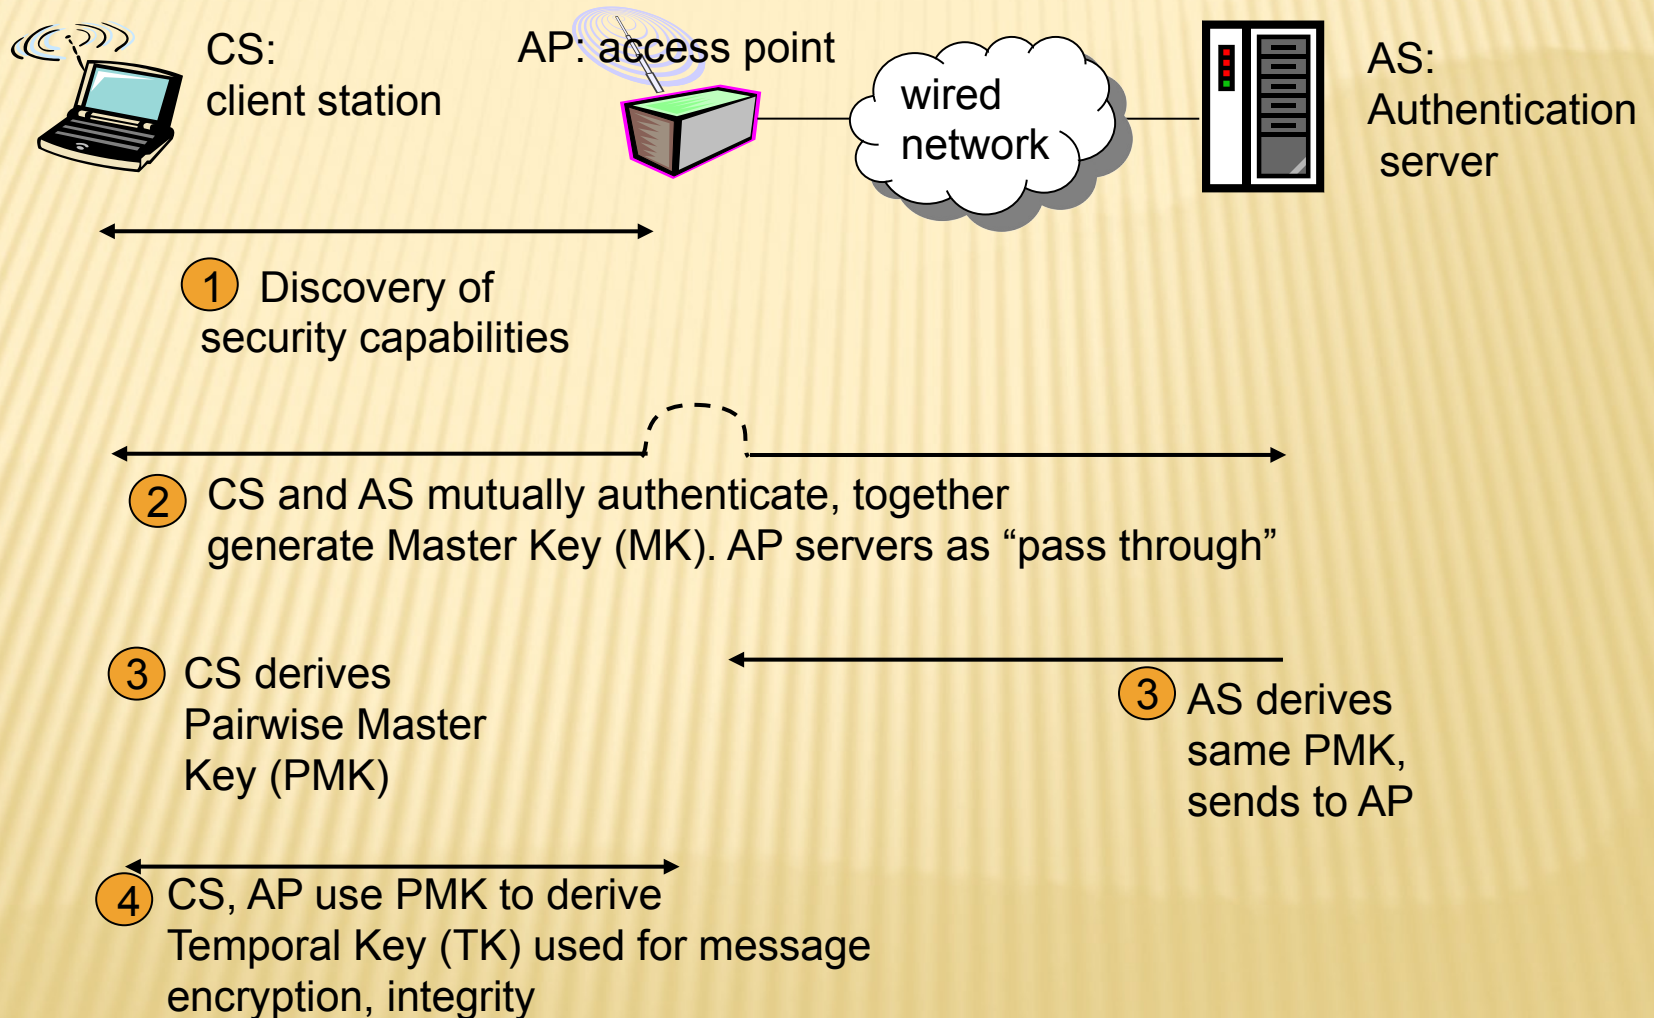 CS:
client station
AP: access point
wired
network
AS:
Authentication
server
1 Discovery of
security capabilities
2 CS and AS mutually authenticate, together
generate Master Key (MK). AP servers as “pass through”
3 CS derives
Pairwise Master
Key (PMK)
3 AS derives
same PMK,
sends to AP
4 CS, AP use PMK to derive
Temporal Key (TK) used for message
encryption, integrity